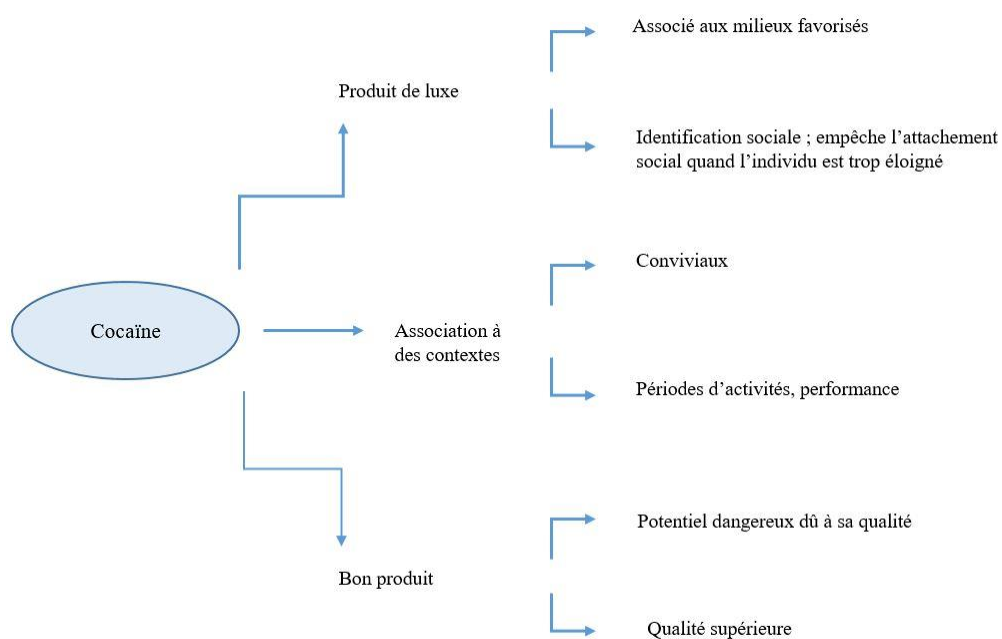 Associé aux milieux favorisés
Produit de luxe
Identification sociale ; empêche l’attachement
social quand l’individu est trop éloigné
Conviviaux
Cocaïne
Association à
des contextes
Périodes d’activités, performance
Potentiel dangereux dû à sa qualité
Bon produit
Qualité supérieure